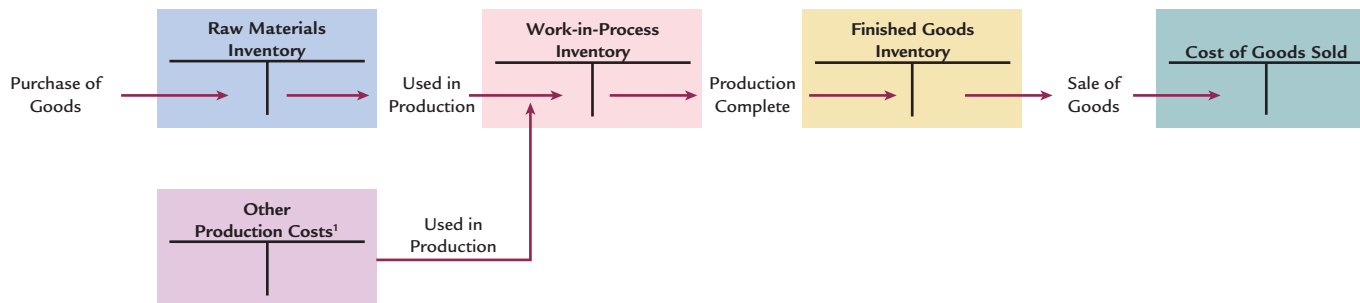 Raw Materials
Inventory
Work-in-Process
Inventory
Finished Goods
Inventory
Cost of Goods Sold
Purchase of
Goods
Used in
Production
Production
Complete
Sale of
Goods
Other
Production Costs¹
Used in
Production